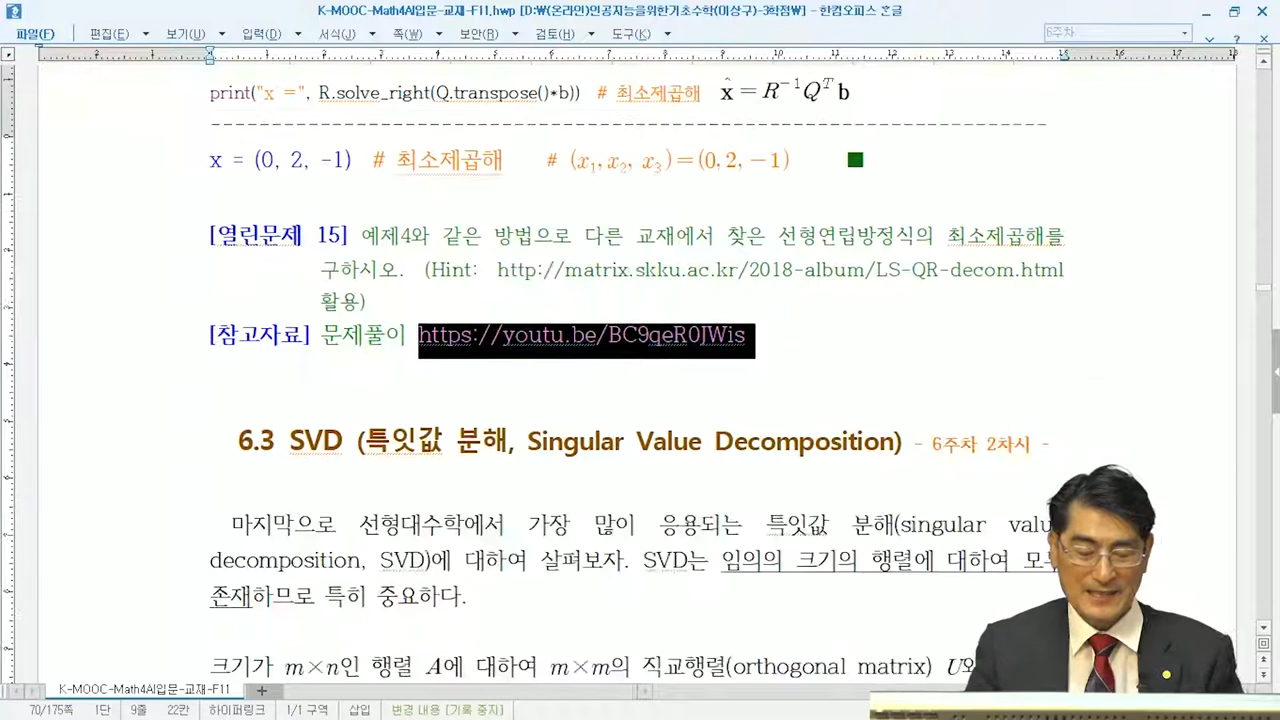 K-MOOC-Math4AI입문-교재-F11.hwp [D:₩(온라인)인공지능을위한기초수학(이상구)-3학점₩] - 한컴오피스 한글
파일(F) 편집(E) 보기(U) 입력(D) 서식(J) 쪽(W) 보안(B) 검토(H) 도구(K) 6주차
print("x =", R.solve_right(Q.transpose()*b)) # 최소제곱해 x̂ = R⁻¹Qᵀb
x = (0, 2, -1) # 최소제곱해 # (x₁, x₂, x₃) = (0, 2, −1)
[열린문제 15] 예제4와 같은 방법으로 다른 교재에서 찾은 선형연립방정식의 최소제곱해를
구하시오. (Hint: http://matrix.skku.ac.kr/2018-album/LS-QR-decom.html
활용)
[참고자료] 문제풀이 https://youtu.be/BC9qeR0JWis
6.3 SVD (특잇값 분해, Singular Value Decomposition) - 6주차 2차시 -
마지막으로 선형대수학에서 가장 많이 응용되는 특잇값 분해(singular
decomposition, SVD)에 대하여 살펴보자. SVD는 임의의 크기의 행렬에 대하여
존재하므로 특히 중요하다.
크기가 m×n인 행렬 A에 대하여 m×m의 직교행렬(orthogonal matrix) U와
K-MOOC-Math4AI입문-교재-F11
70/175쪽 1단 9줄 22칸 하이퍼링크 1/1 구역 삽입 변경 내용 [기록 중지]